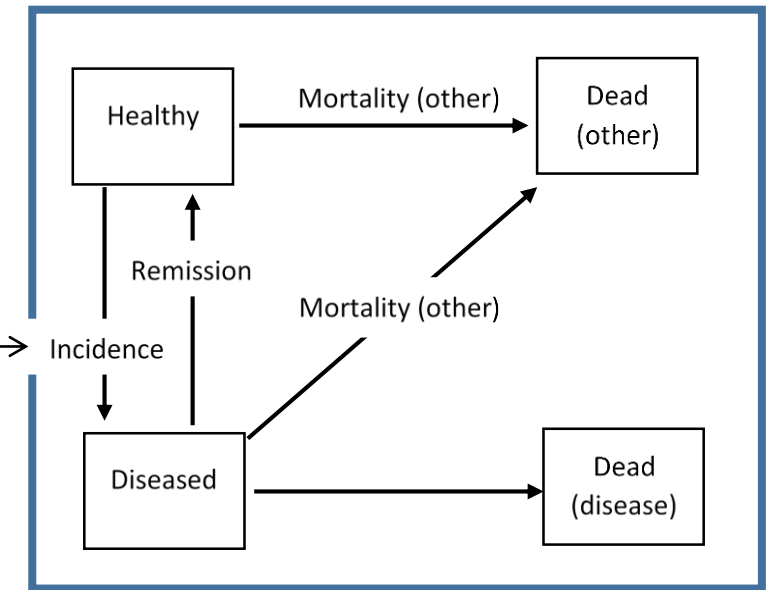 Healthy
Mortality (other)
Dead
(other)
Remission
Mortality (other)
Incidence
Diseased
Dead
(disease)